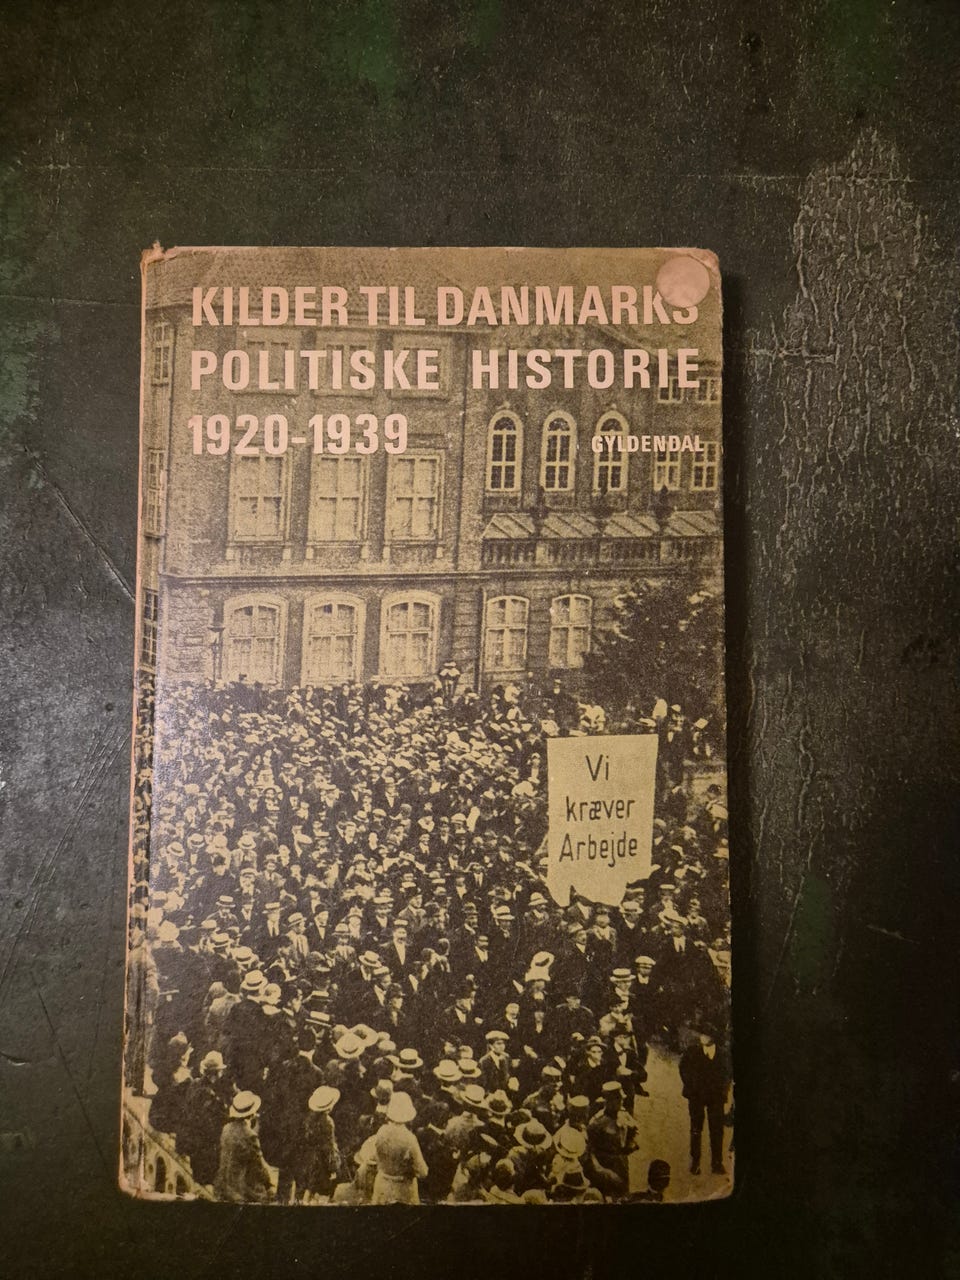 KILDER TIL DANMARKS
POLITISKE HISTORIE
1920-1939
GYLDENDAL
Vi
kræver
Arbejde